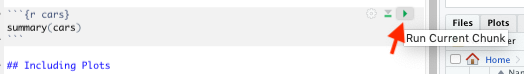 ```{r cars}
summary(cars)
```
## Including Plots
Files Plots
Run Current Chunk
Home